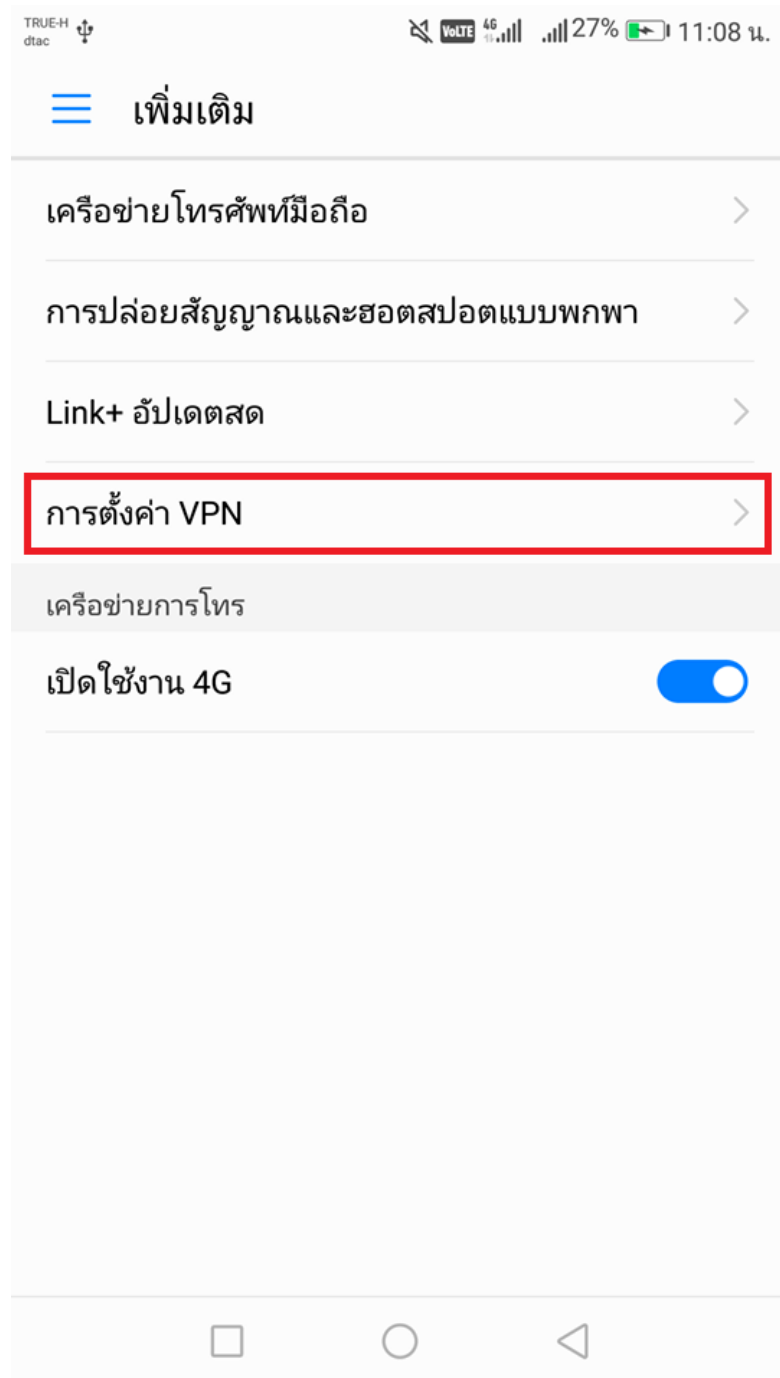 TRUE-H
dtac
VoLTE 4G 27% 11:08 น.
เพิ่มเติม
เครือข่ายโทรศัพท์มือถือ
การปล่อยสัญญาณและฮอตสปอตแบบพกพา
Link+ อัปเดตสด
การตั้งค่า VPN
เครือข่ายการโทร
เปิดใช้งาน 4G